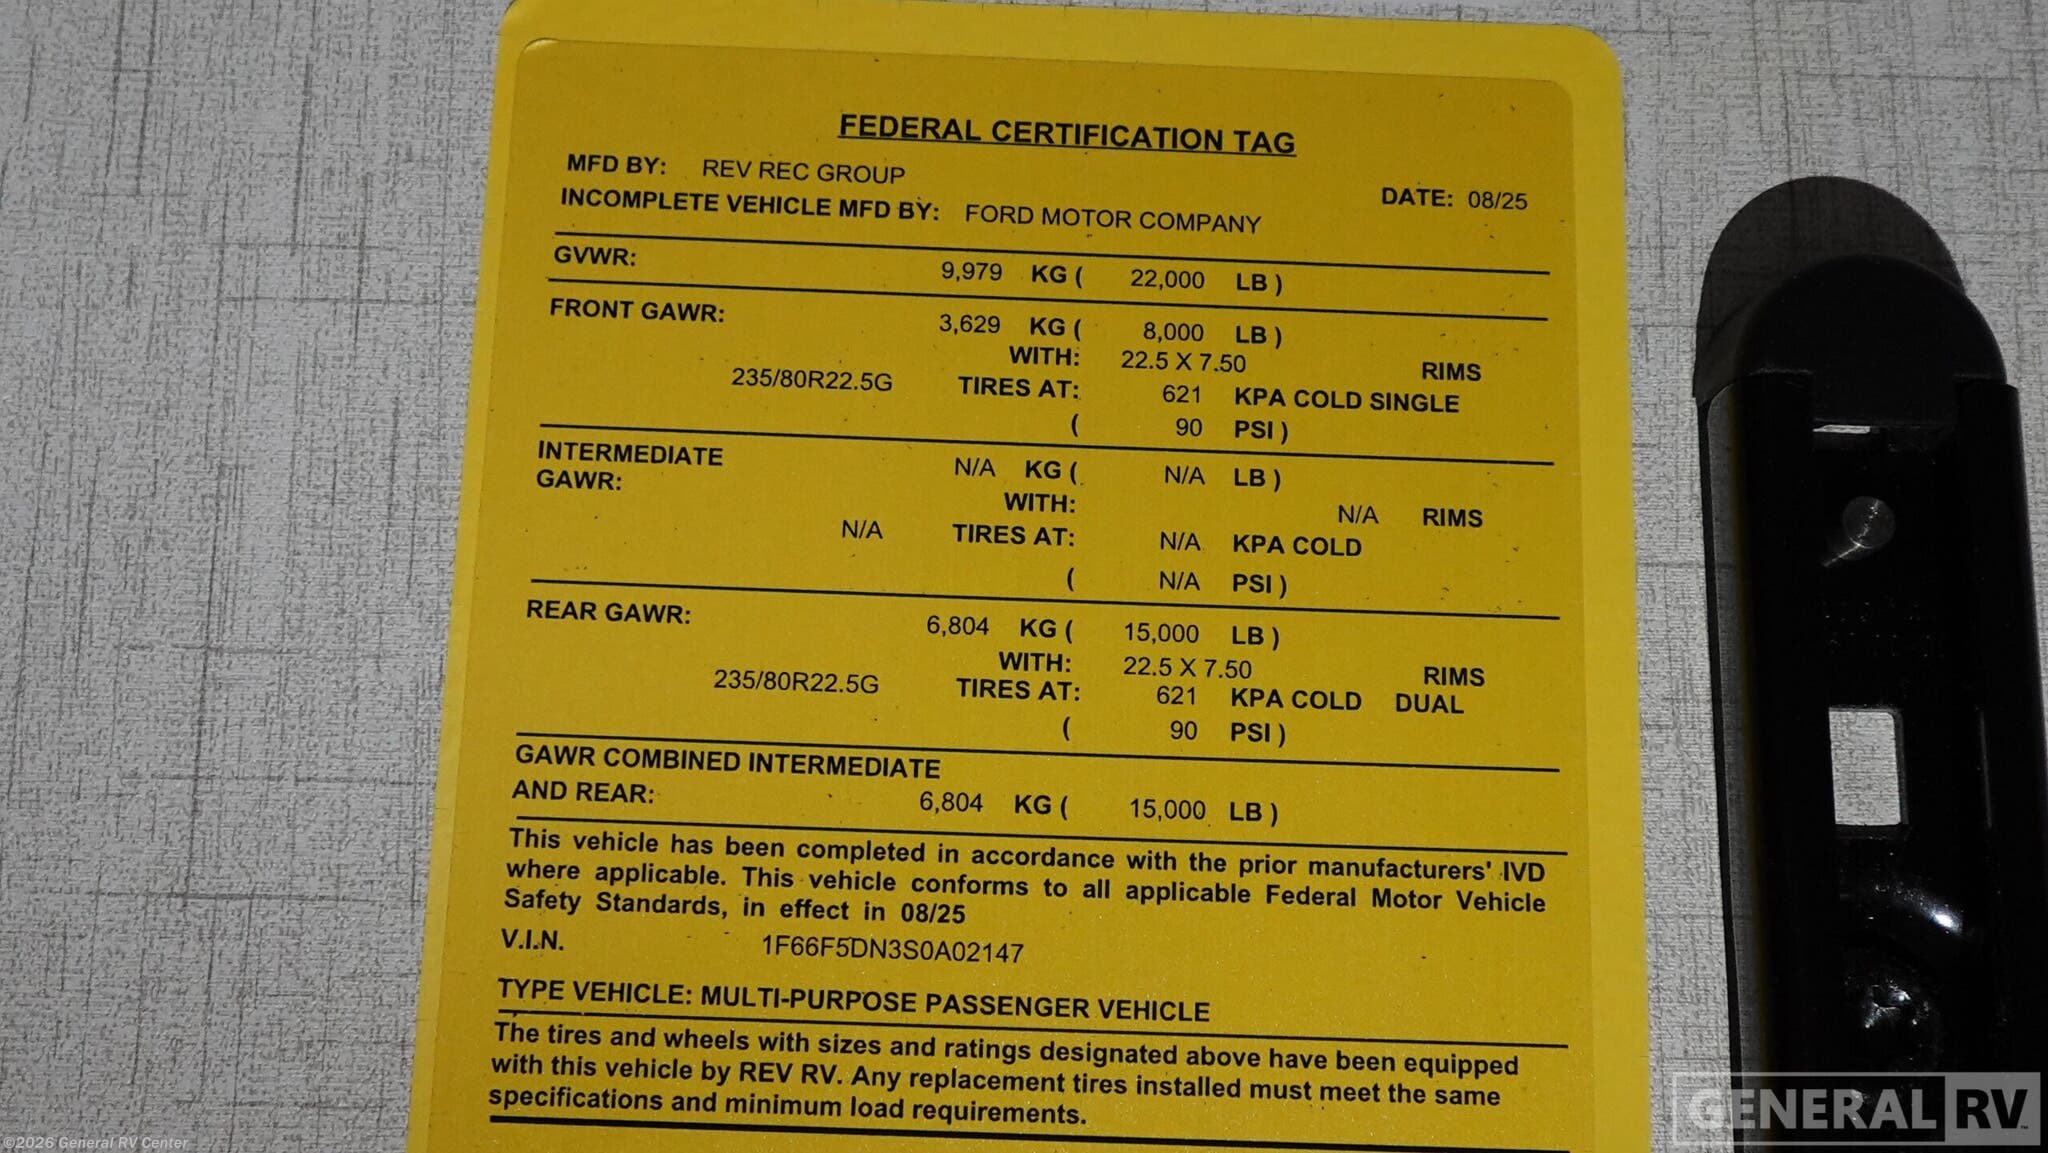 FEDERAL CERTIFICATION TAG
MFD BY: REV REC GROUP
DATE: 08/25
INCOMPLETE VEHICLE MFD BY: FORD MOTOR COMPANY
GVWR: 9,979 KG ( 22,000 LB )
FRONT GAWR: 3,629 KG ( 8,000 LB )
WITH: 22.5 X 7.50 RIMS
235/80R22.5G TIRES AT: 621 KPA COLD SINGLE
( 90 PSI )
INTERMEDIATE N/A KG ( N/A LB )
GAWR:
WITH: N/A RIMS
N/A TIRES AT: N/A KPA COLD
( N/A PSI )
REAR GAWR: 6,804 KG ( 15,000 LB )
WITH: 22.5 X 7.50 RIMS
235/80R22.5G TIRES AT: 621 KPA COLD DUAL
( 90 PSI )
GAWR COMBINED INTERMEDIATE
AND REAR: 6,804 KG ( 15,000 LB )
This vehicle has been completed in accordance with the prior manufacturers' IVD
where applicable. This vehicle conforms to all applicable Federal Motor Vehicle
Safety Standards, in effect in 08/25
V.I.N. 1F66F5DN3S0A02147
TYPE VEHICLE: MULTI-PURPOSE PASSENGER VEHICLE
The tires and wheels with sizes and ratings designated above have been equipped
with this vehicle by REV RV. Any replacement tires installed must meet the same
specifications and minimum load requirements.
GENERAL RV
©2026 General RV Center